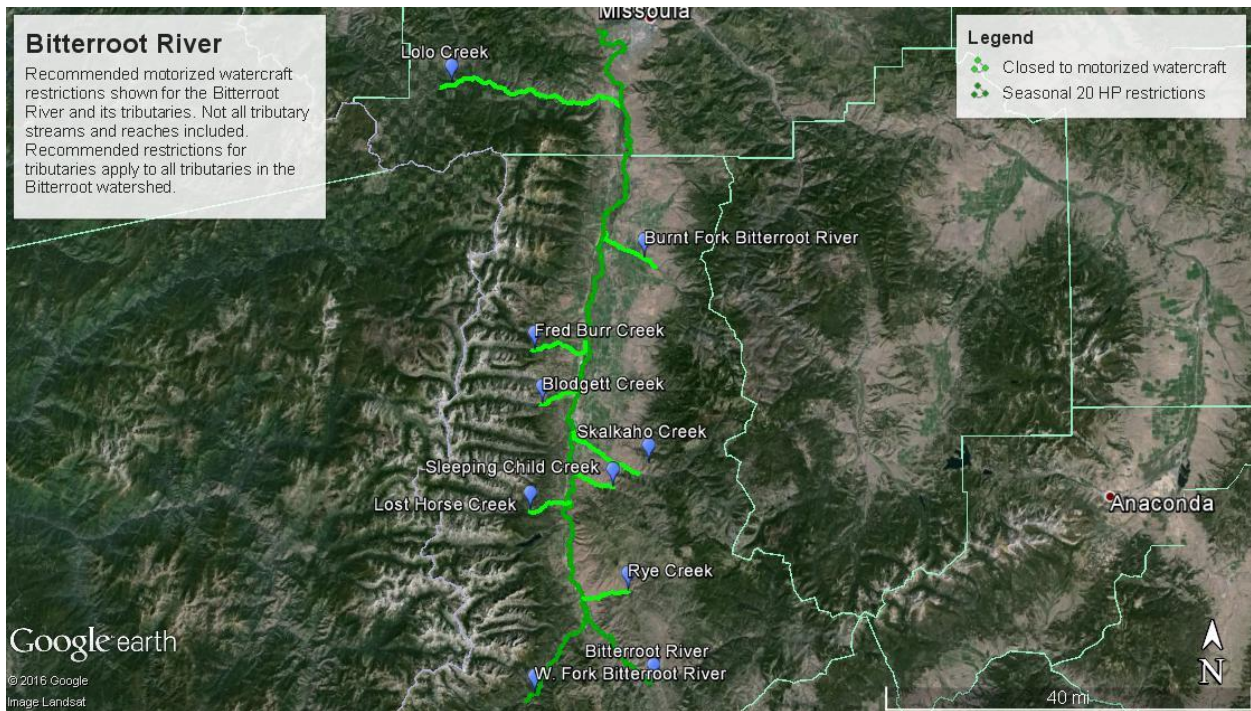 Missoula
Bitterroot River
Recommended motorized watercraft
restrictions shown for the Bitterroot
River and its tributaries. Not all tributary
streams and reaches included.
Recommended restrictions for
tributaries apply to all tributaries in the
Bitterroot watershed.
Legend
Closed to motorized watercraft
Seasonal 20 HP restrictions
Lolo Creek
Burnt Fork Bitterroot River
Fred Burr Creek
Blodgett Creek
Skalkaho Creek
Sleeping Child Creek
Lost Horse Creek
Anaconda
Rye Creek
Bitterroot River
W. Fork Bitterroot River
Google earth
© 2016 Google
Image Landsat
N
40 mi